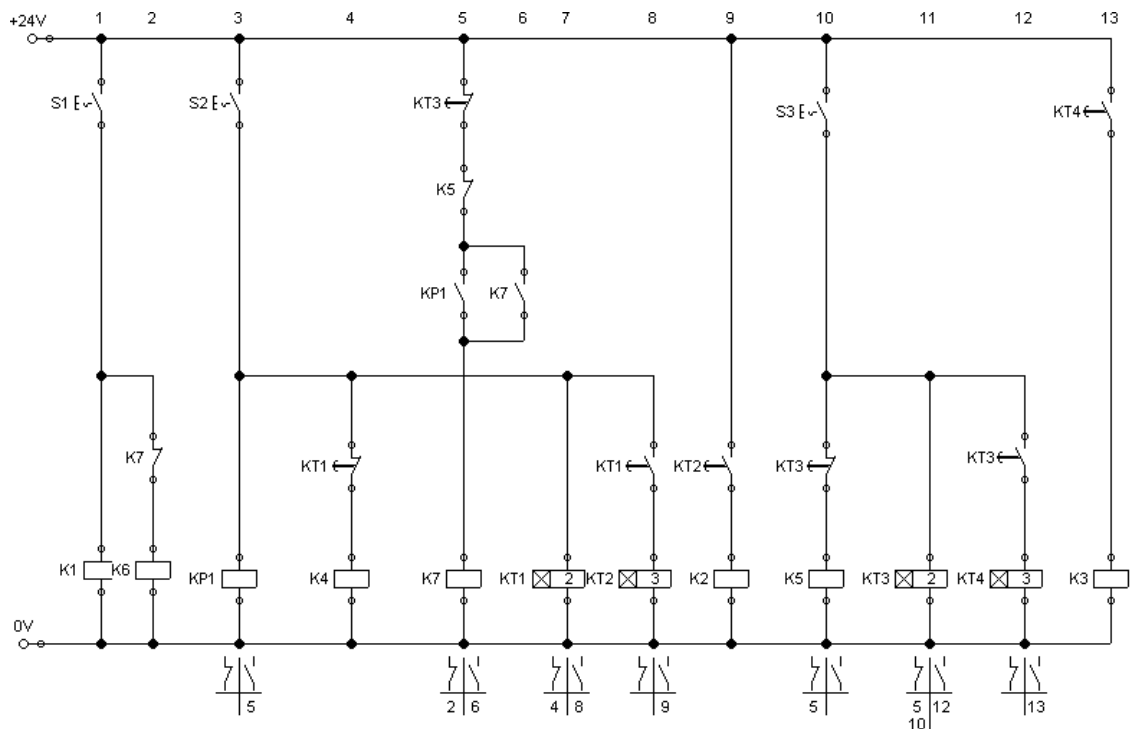 1 2 3 4 5 6 7 8 9 10 11 12 13
+24V
S1 S2 KT3 S3 KT4
K5
KP1 K7
K7 KT1 KT1 KT2 KT3 KT3
K1 K6 KP1 K4 K7 KT1 2 KT2 3 K2 K5 KT3 2 KT4 3 K3
0V
5 2 6 4 8 9 5 5 12 13
10